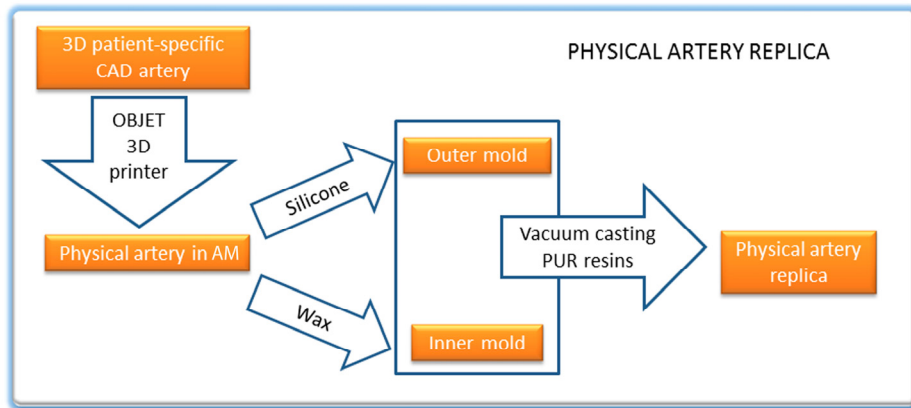 3D patient-specific
CAD artery
PHYSICAL ARTERY REPLICA
OBJET
3D
printer
Silicone
Outer mold
Physical artery in AM
Vacuum casting
PUR resins
Physical artery
replica
Wax
Inner mold